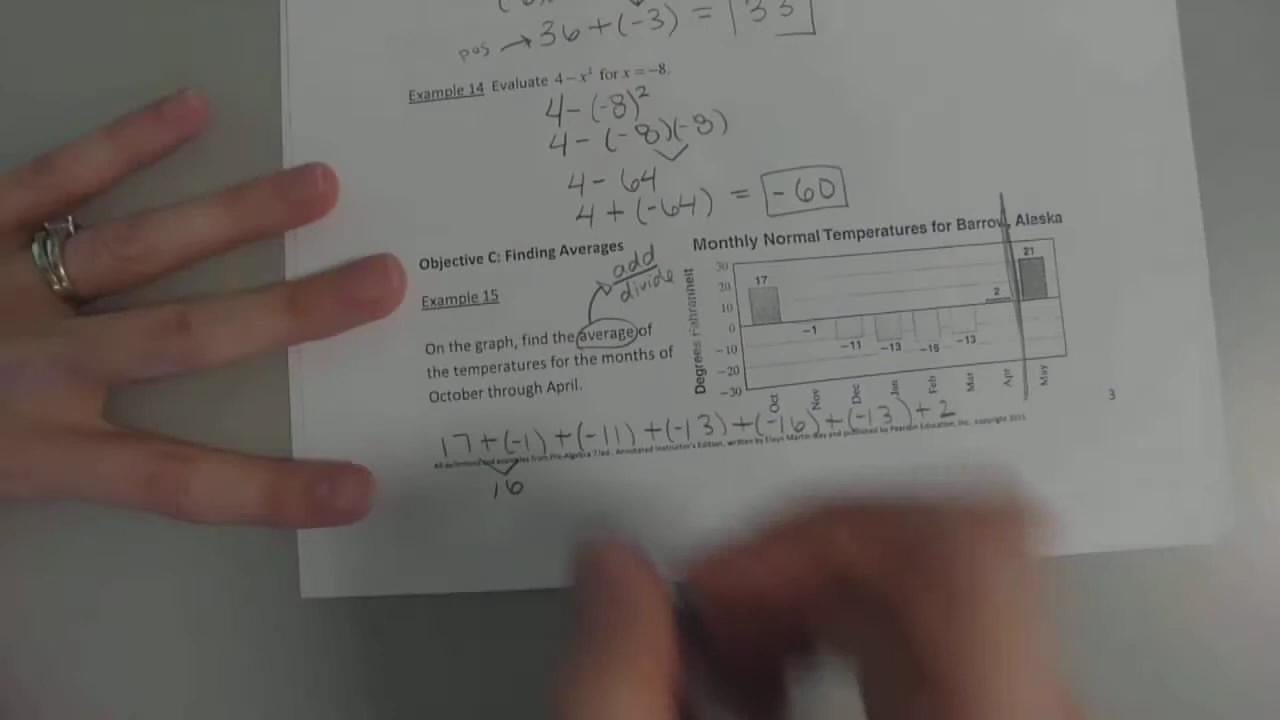 36 + (-3) = 33
pos →
Example 14 Evaluate 4 – x² for x = –8.
4 - (-8)²
4 - (-8)(-8)
4 - 64
4 + (-64) = -60
Objective C: Finding Averages
add
divide
Example 15
On the graph, find the average of
the temperatures for the months of
October through April.
Monthly Normal Temperatures for Barrow, Alaska
Degrees Fahrenheit
30
20
10
0
–10
–20
–30
17
–1
–11
–13
–13
2
21
Oct
Nov
Dec
Jan
Feb
Mar
Apr
May
3
17 + (-1) + (-11) + (-13) + (-16) + (-13) + 2
16